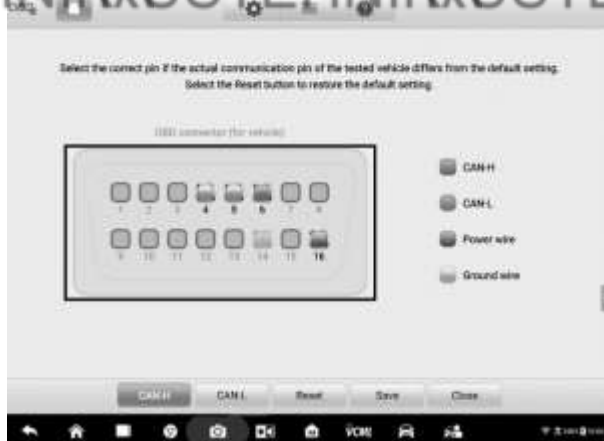 Select the correct pin if the actual communication pin of the tested vehicle differs from the default setting.
Select the Reset button to restore the default setting
OBD connector (for vehicle)
1 2 3 4 5 6 7 8
9 10 11 12 13 14 15 16
CAN-H
CAN-L
Power wire
Ground wire
CAN-H CAN-L Reset Save Close
VCMI